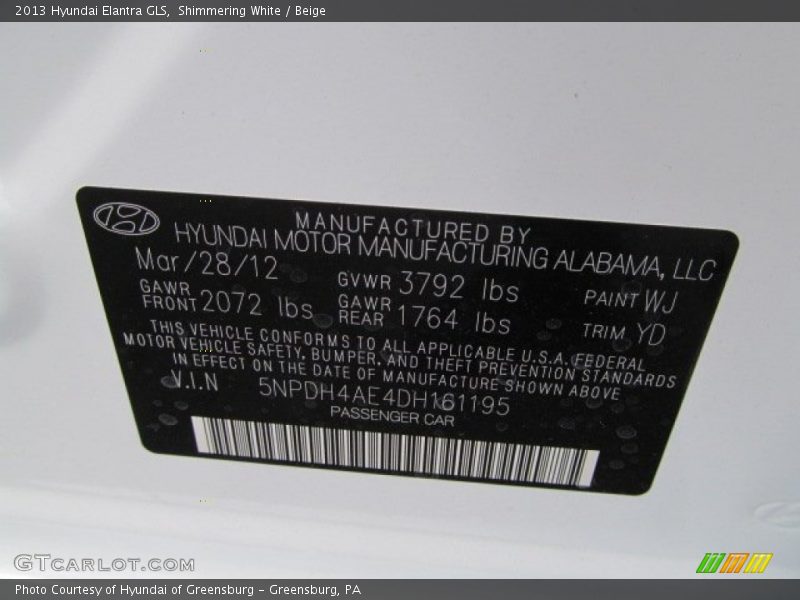 2013 Hyundai Elantra GLS,  Shimmering White / Beige
MANUFACTURED BY
HYUNDAI MOTOR MANUFACTURING ALABAMA, LLC
Mar/28/12 GVWR 3792 lbs PAINT WJ
GAWR FRONT 2072 lbs GAWR REAR 1764 lbs TRIM YD
THIS VEHICLE CONFORMS TO ALL APPLICABLE U.S.A. FEDERAL
MOTOR VEHICLE SAFETY, BUMPER, AND THEFT PREVENTION STANDARDS
IN EFFECT ON THE DATE OF MANUFACTURE SHOWN ABOVE
V.I.N 5NPDH4AE4DH161195
PASSENGER CAR
GTCARLOT.COM
Photo Courtesy of Hyundai of Greensburg - Greensburg, PA